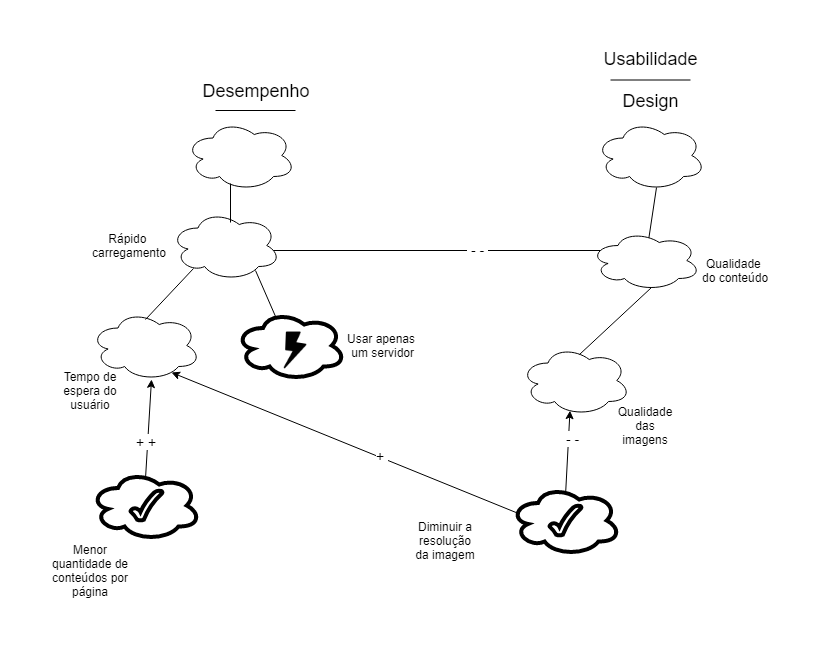 Usabilidade
Desempenho
Design
Rápido
carregamento
- -
Qualidade
do conteúdo
Usar apenas
um servidor
Tempo de
espera do
usuário
Qualidade
das
imagens
+ +
- -
+
Diminuir a
resolução
da imagem
Menor
quantidade de
conteúdos por
página